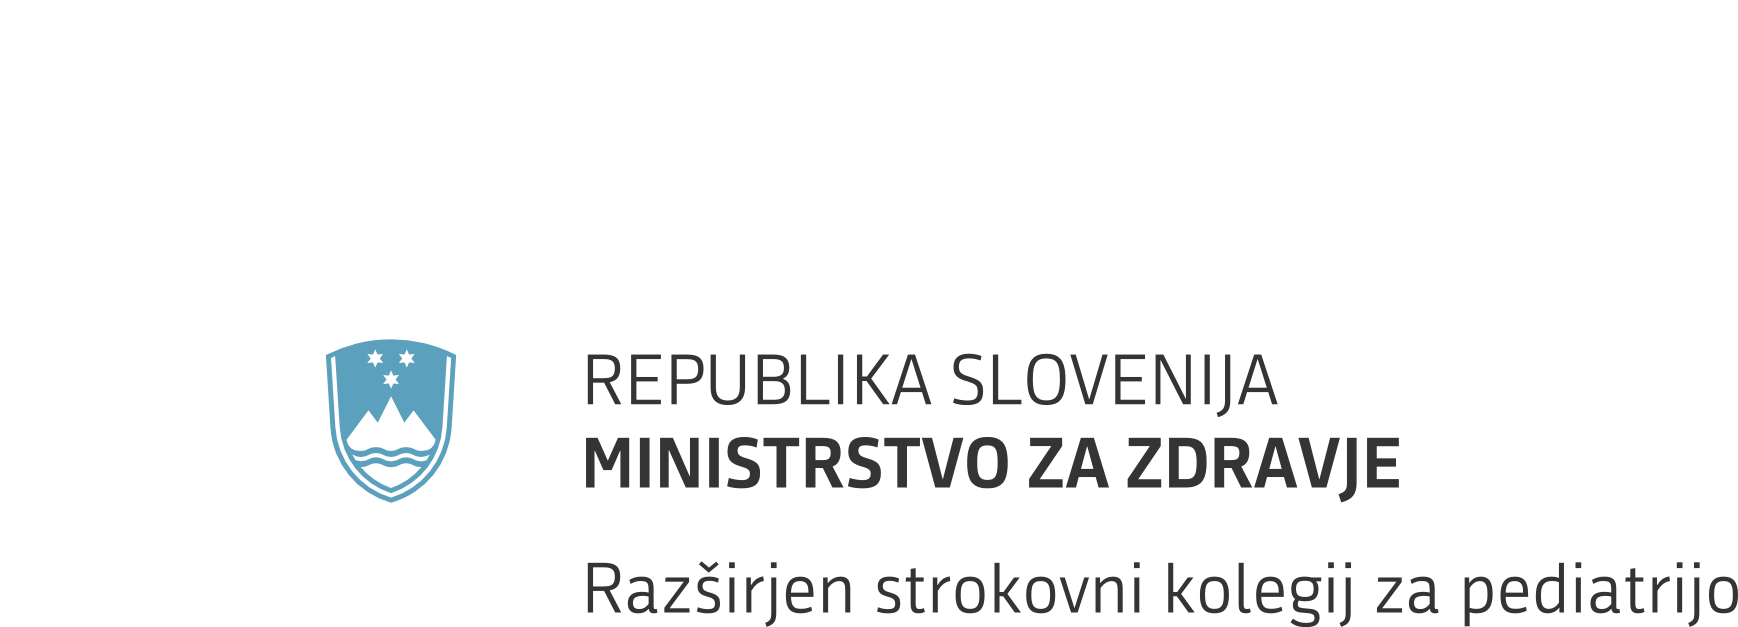 REPUBLIKA SLOVENIJA
MINISTRSTVO ZA ZDRAVJE
Razširjen strokovni kolegij za pediatrijo